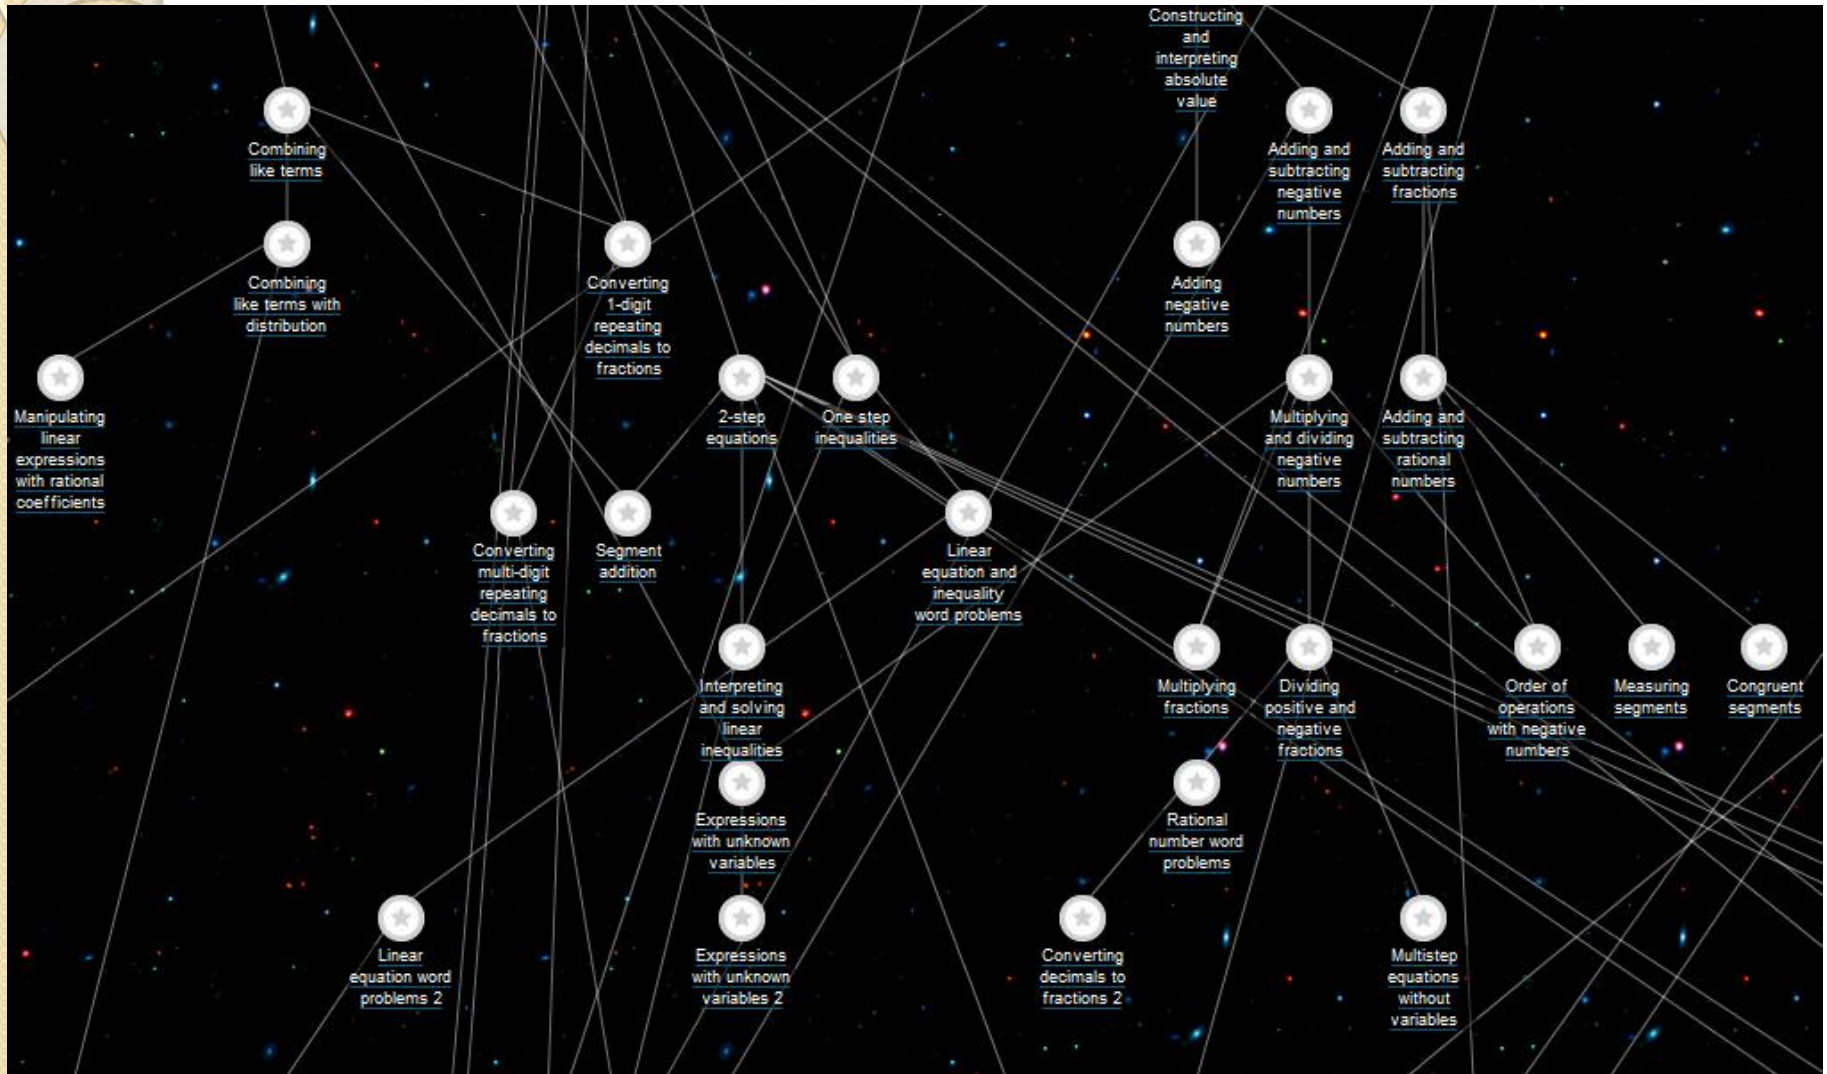 Constructing
and
interpreting
absolute
value
Combining
like terms
Adding and
subtracting
negative
numbers
Adding and
subtracting
fractions
Combining
like terms with
distribution
Converting
1-digit
repeating
decimals to
fractions
Adding
negative
numbers
Manipulating
linear
expressions
with rational
coefficients
2-step
equations
One step
inequalities
Multiplying
and dividing
negative
numbers
Adding and
subtracting
rational
numbers
Converting
multi-digit
repeating
decimals to
fractions
Segment
addition
Linear
equation and
inequality
word problems
Interpreting
and solving
linear
inequalities
Multiplying
fractions
Dividing
positive and
negative
fractions
Order of
operations
with negative
numbers
Measuring
segments
Congruent
segments
Expressions
with unknown
variables
Rational
number word
problems
Linear
equation word
problems 2
Expressions
with unknown
variables 2
Converting
decimals to
fractions 2
Multistep
equations
without
variables